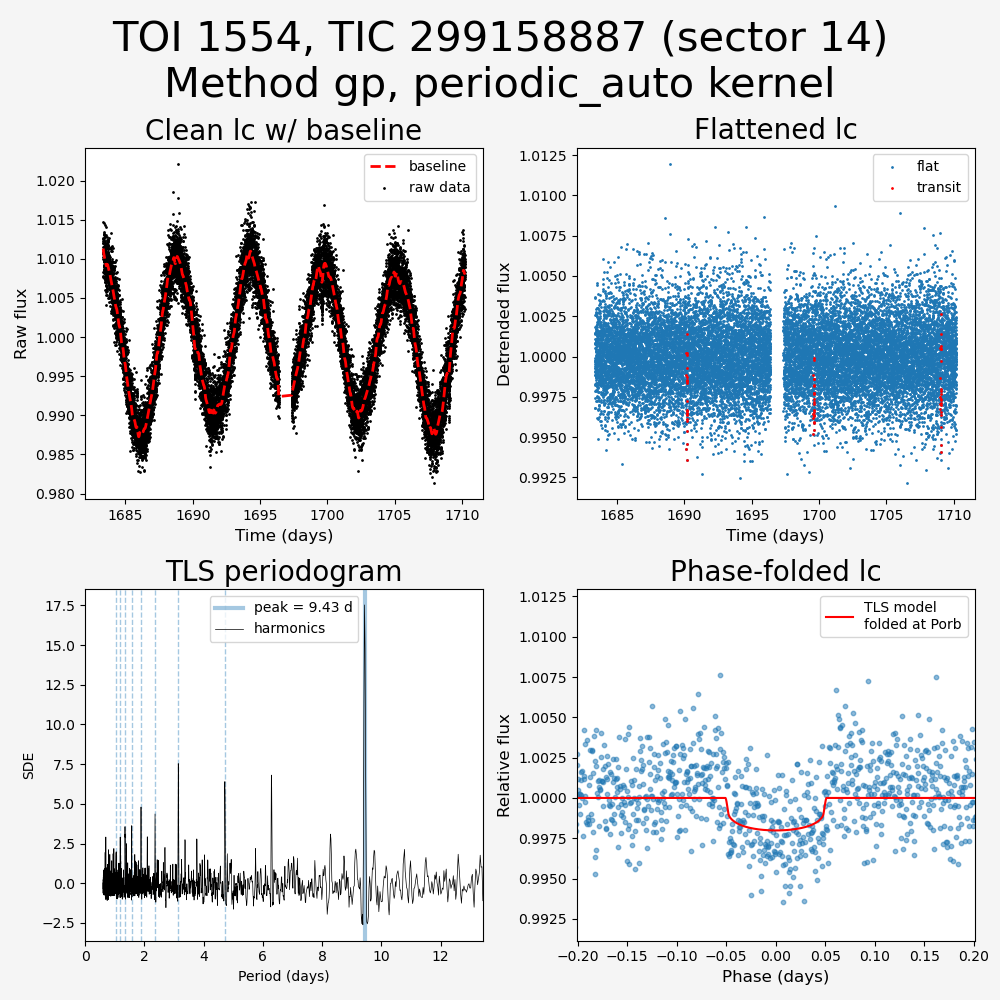 TOI 1554, TIC 299158887 (sector 14)
Method gp, periodic_auto kernel
Clean lc w/ baseline
baseline
raw data
1.020
1.015
1.010
1.005
1.000
0.995
0.990
0.985
0.980
Raw flux
1685
1690
1695
1700
1705
1710
Time (days)
Flattened lc
flat
transit
1.0125
1.0100
1.0075
1.0050
1.0025
1.0000
0.9975
0.9950
0.9925
Detrended flux
1685
1690
1695
1700
1705
1710
Time (days)
TLS periodogram
peak = 9.43 d
harmonics
17.5
15.0
12.5
10.0
7.5
5.0
2.5
0.0
−2.5
SDE
0
2
4
6
8
10
12
Period (days)
Phase-folded lc
TLS model
folded at Porb
1.0125
1.0100
1.0075
1.0050
1.0025
1.0000
0.9975
0.9950
0.9925
Relative flux
−0.20
−0.15
−0.10
−0.05
0.00
0.05
0.10
0.15
0.20
Phase (days)